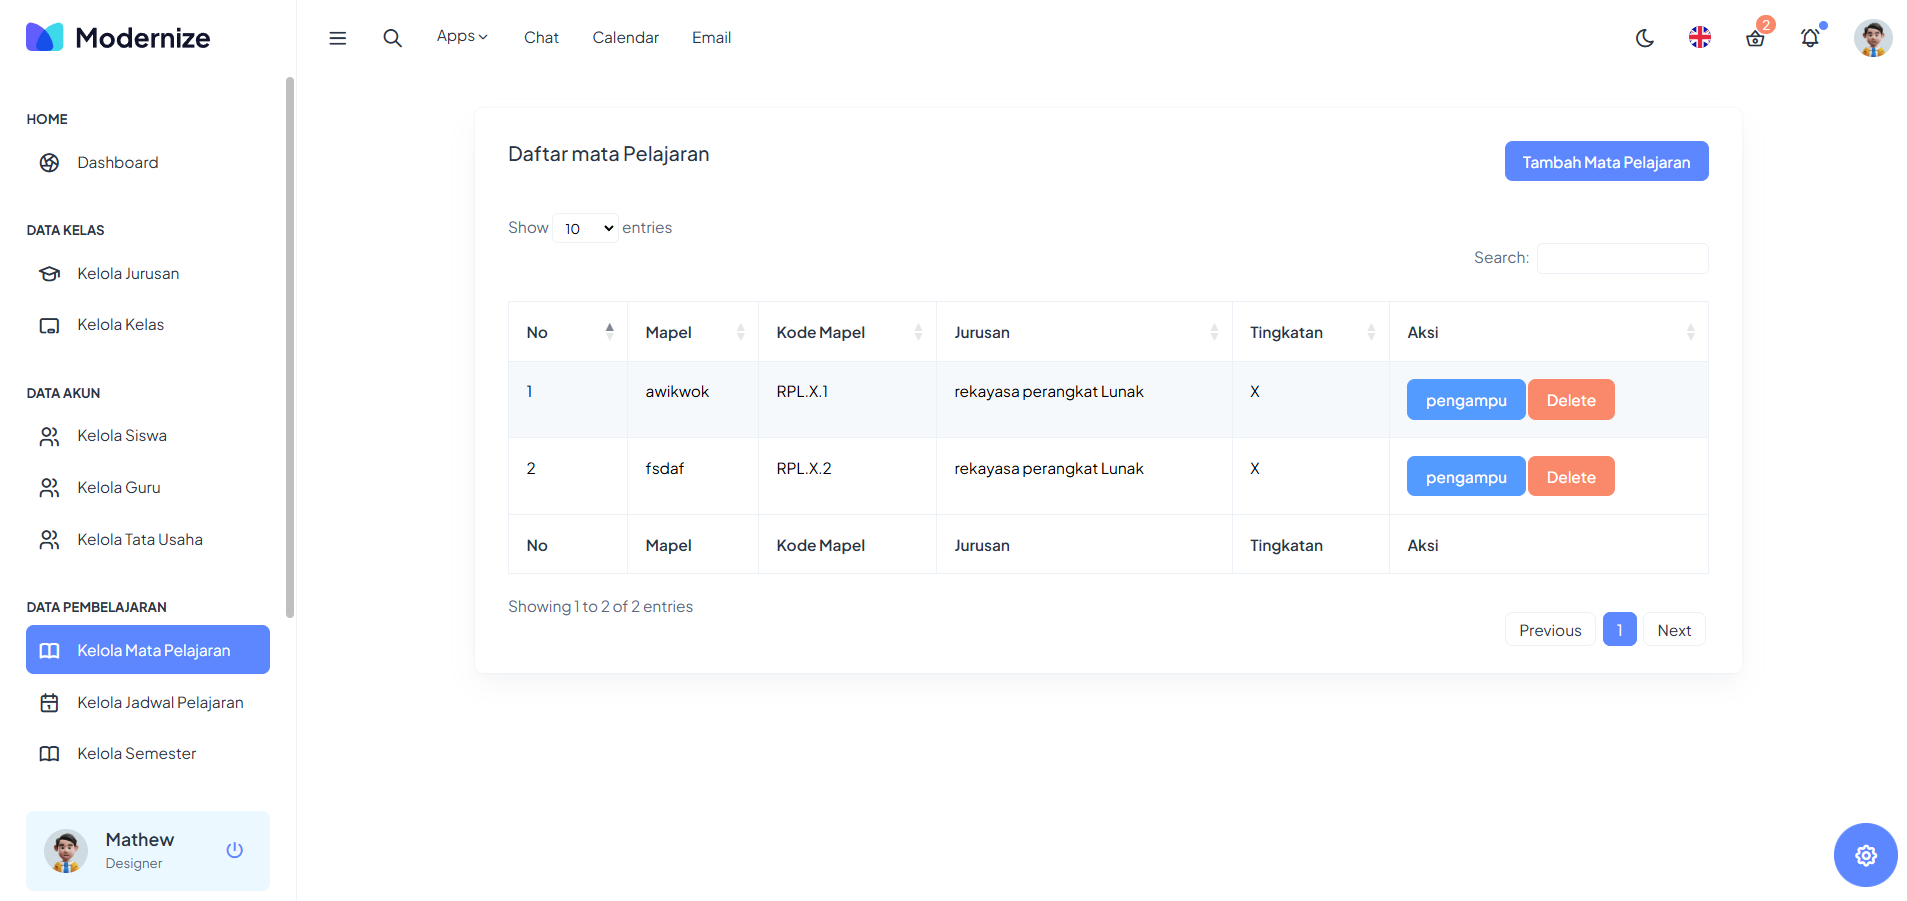 Modernize
Apps Chat Calendar Email
2
HOME
Dashboard
DATA KELAS
Kelola Jurusan
Kelola Kelas
DATA AKUN
Kelola Siswa
Kelola Guru
Kelola Tata Usaha
DATA PEMBELAJARAN
Kelola Mata Pelajaran
Kelola Jadwal Pelajaran
Kelola Semester
Mathew
Designer
Daftar mata Pelajaran
Tambah Mata Pelajaran
Show 10 entries
Search:
No Mapel Kode Mapel Jurusan Tingkatan Aksi
1 awikwok RPL.X.1 rekayasa perangkat Lunak X pengampu Delete
2 fsdaf RPL.X.2 rekayasa perangkat Lunak X pengampu Delete
No Mapel Kode Mapel Jurusan Tingkatan Aksi
Showing 1 to 2 of 2 entries
Previous 1 Next